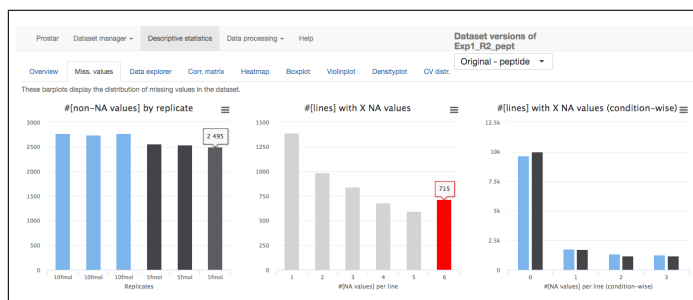 Prostar Dataset manager Descriptive statistics Data processing Help
Dataset versions of
Exp1_R2_pept
Original - peptide
Overview Miss. values Data explorer Corr. matrix Heatmap Boxplot Violinplot Densityplot CV distr.
These barplots display the distribution of missing values in the dataset.
#[non-NA values] by replicate
3000
2500
2000
1500
1000
500
0
2 495
10fmol 10fmol 10fmol 5fmol 5fmol 5fmol
Replicates
#[lines] with X NA values
1500
1250
1000
750
500
250
0
715
1 2 3 4 5 6
#[NA values] per line
#[lines] with X NA values (condition-wise)
12.5k
10k
7.5k
5k
2.5k
0
0 1 2 3
#[NA values] per line (condition-wise)